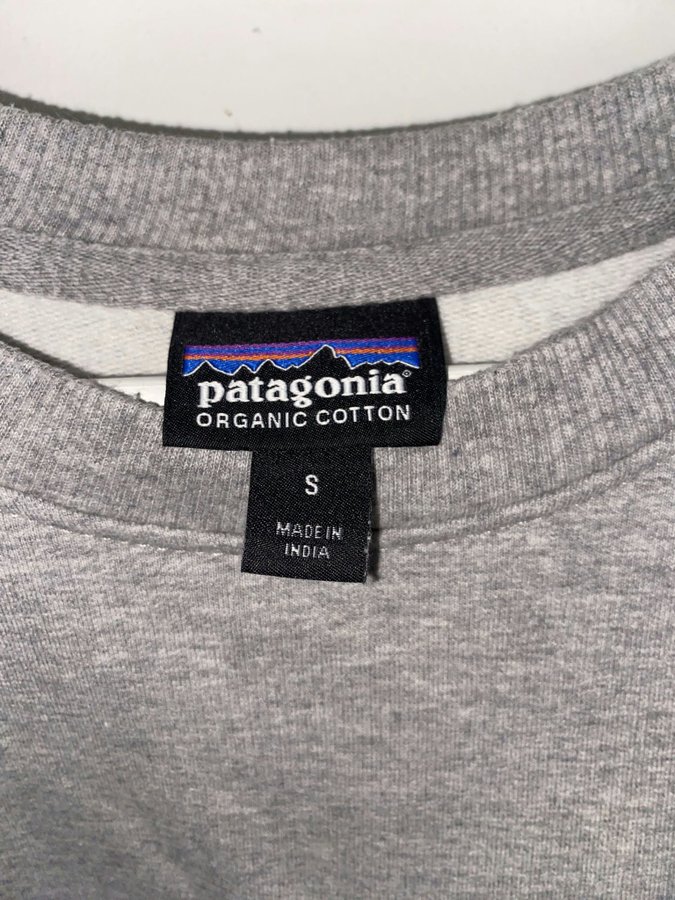 patagonia®
ORGANIC COTTON
S
MADE IN
INDIA